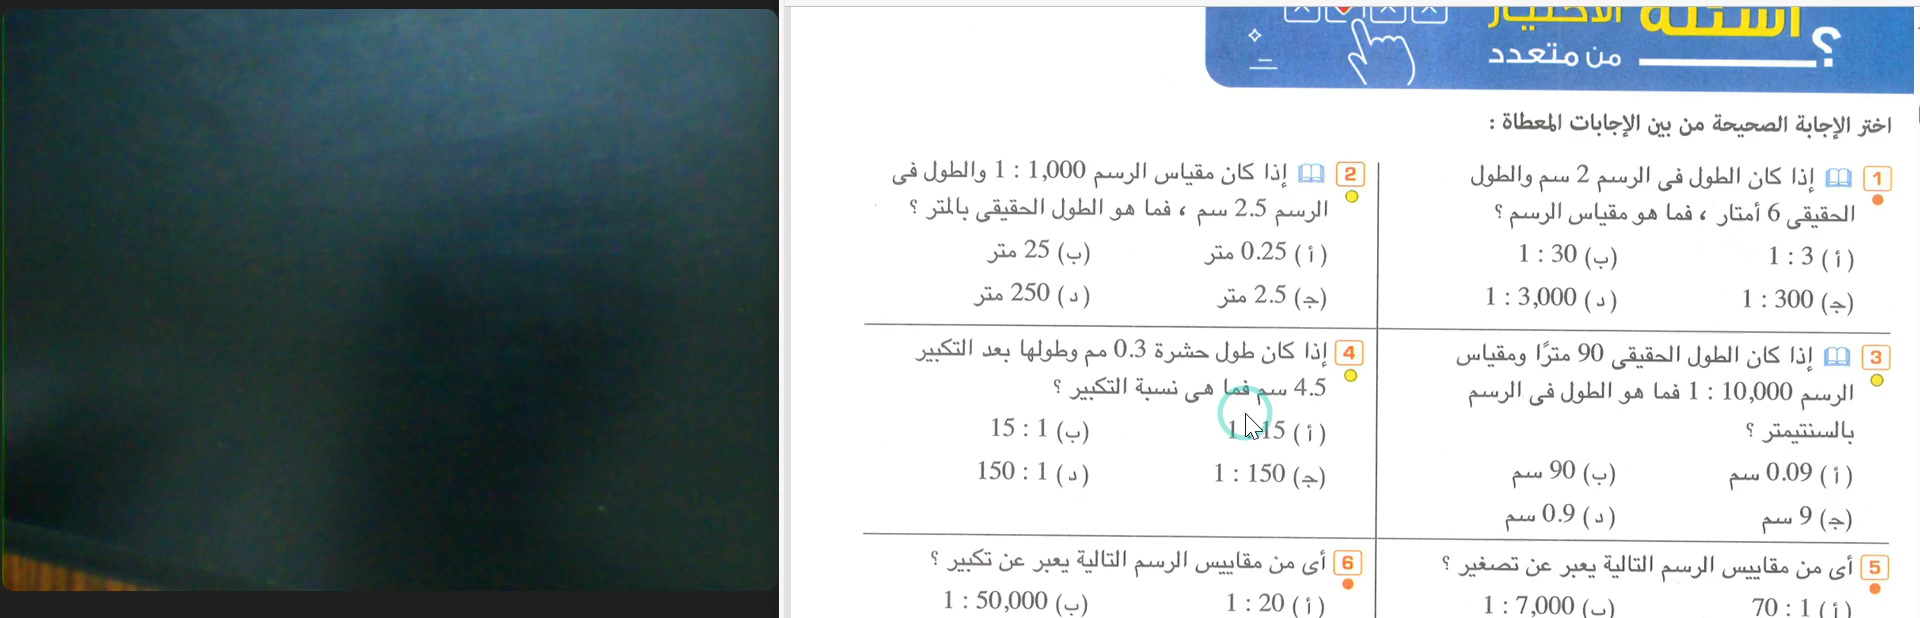 أسئلة الاختيار
من متعدد ؟
اختر الإجابة الصحيحة من بين الإجابات المعطاة :
1 إذا كان الطول فى الرسم 2 سم والطول
الحقيقى 6 أمتار ، فما هو مقياس الرسم ؟
(أ) 3 : 1 (ب) 30 : 1
(ج) 300 : 1 (د) 3,000 : 1
2 إذا كان مقياس الرسم 1,000 : 1 والطول فى
الرسم 2.5 سم ، فما هو الطول الحقيقى بالمتر ؟
(أ) 0.25 متر (ب) 25 متر
(ج) 2.5 متر (د) 250 متر
3 إذا كان الطول الحقيقى 90 مترًا ومقياس
الرسم 10,000 : 1 فما هو الطول فى الرسم
بالسنتيمتر ؟
(أ) 0.09 سم (ب) 90 سم
(ج) 9 سم (د) 0.9 سم
4 إذا كان طول حشرة 0.3 مم وطولها بعد التكبير
4.5 سم فما هى نسبة التكبير ؟
(أ) 15 : 1 (ب) 1 : 15
(ج) 150 : 1 (د) 1 : 150
5 أى من مقاييس الرسم التالية يعبر عن تصغير ؟
(أ) 1 : 70 (ب) 7,000 : 1
6 أى من مقاييس الرسم التالية يعبر عن تكبير ؟
(أ) 20 : 1 (ب) 50,000 : 1